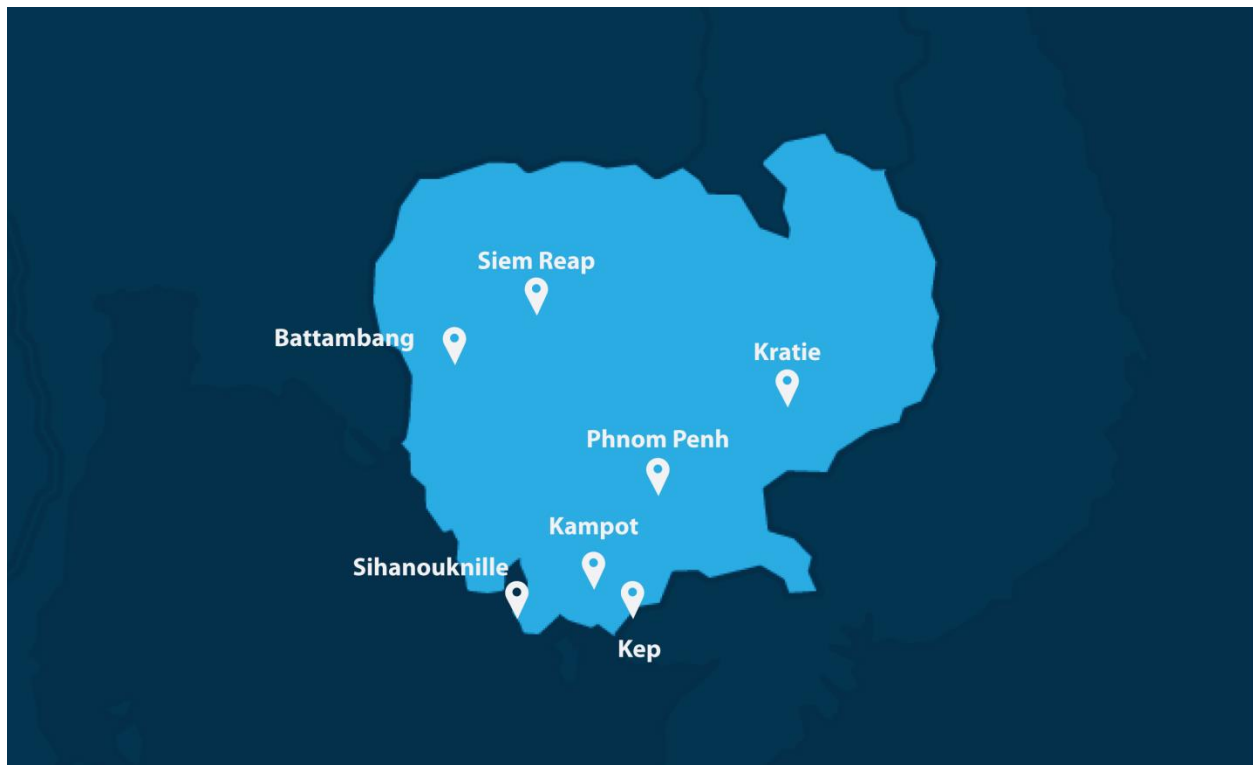 Siem Reap
Battambang
Kratie
Phnom Penh
Kampot
Sihanouknille
Kep